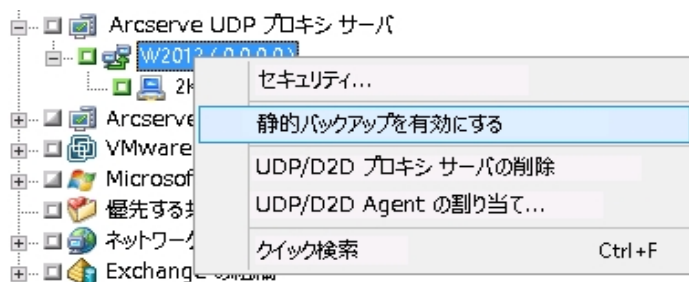 Arcserve UDP プロキシ サーバ
W2012 (0.0.0.0)
セキュリティ...
Arcserve
静的バックアップを有効にする
VMware
UDP/D2D プロキシ サーバの削除
Microsof
UDP/D2D Agent の割り当て...
優先する
ネットワーク
クイック検索 Ctrl+F
Exchange